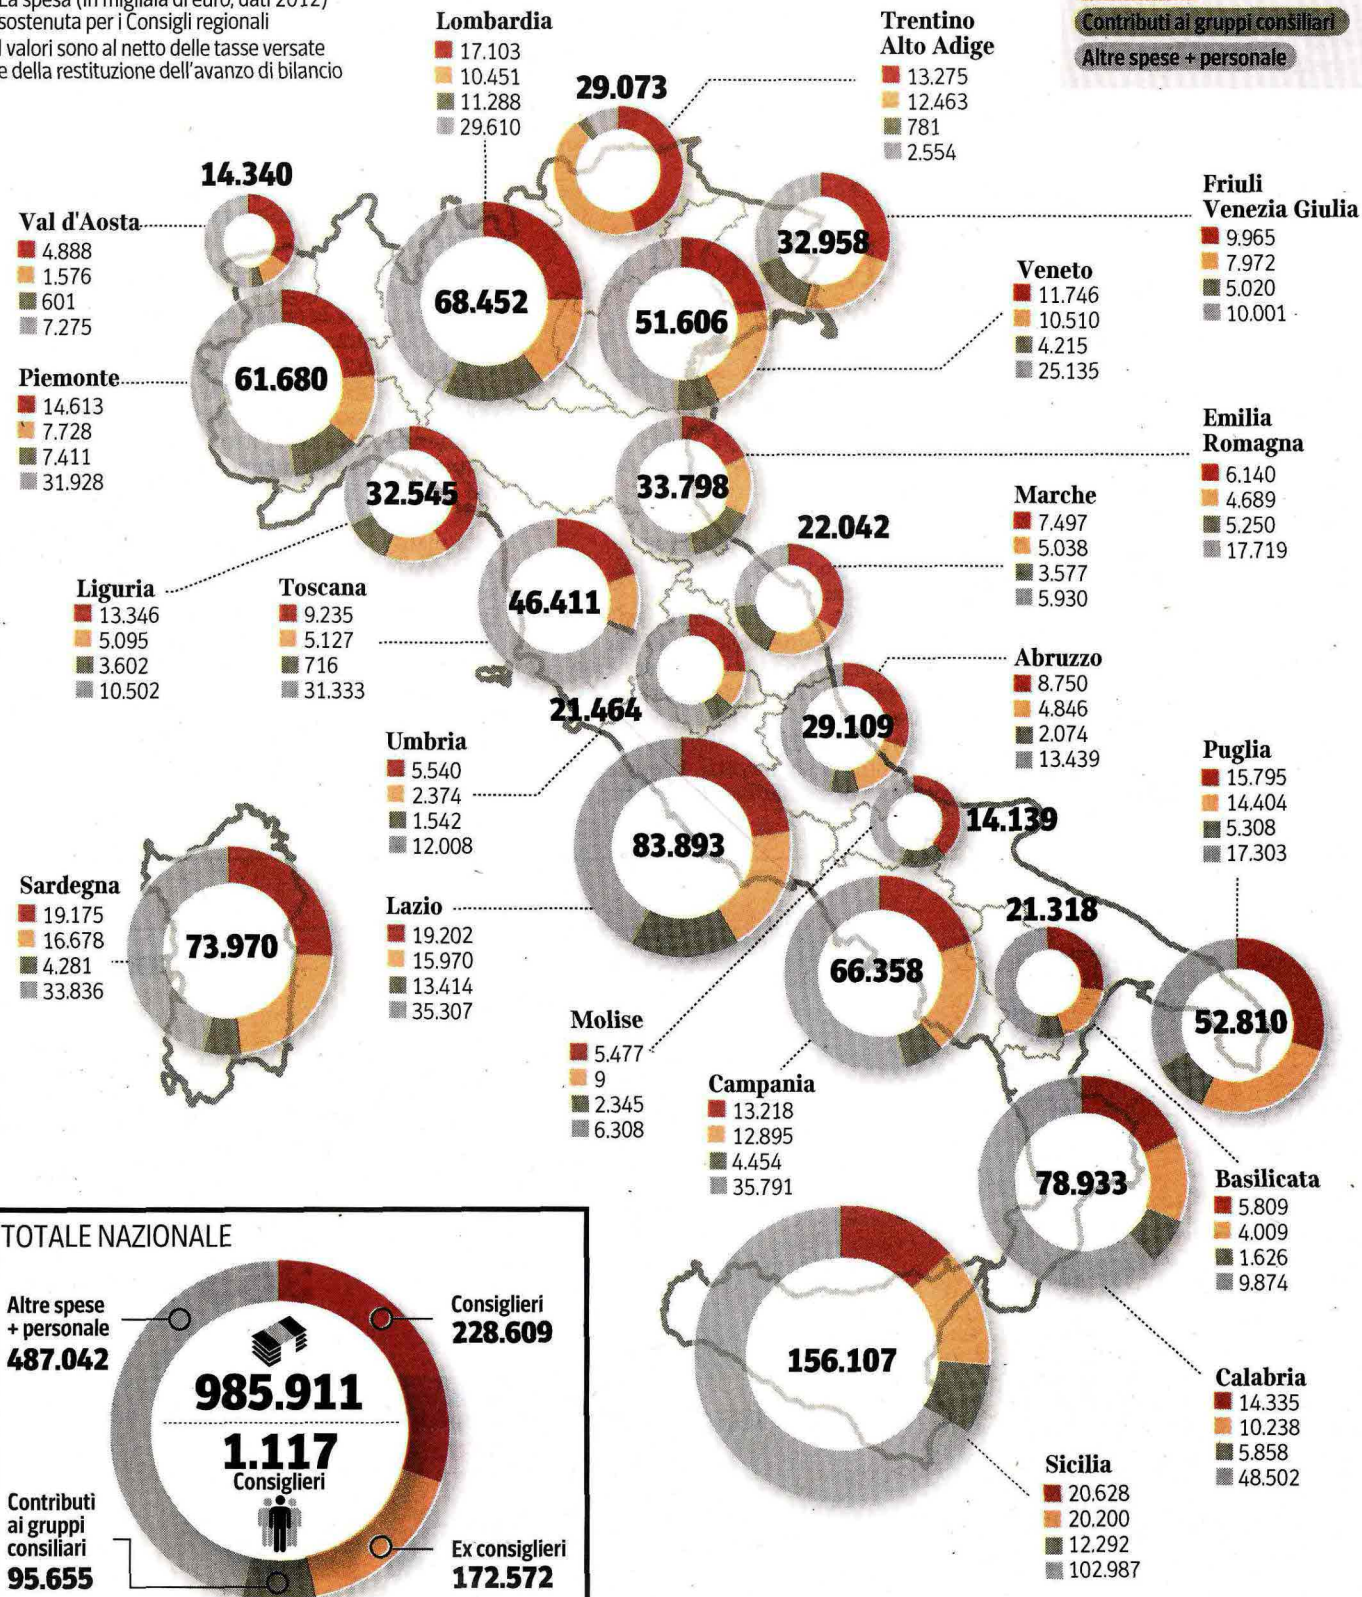 La spesa (in migliaia di euro, dati 2012)
sostenuta per i Consigli regionali
I valori sono al netto delle tasse versate
e della restituzione dell'avanzo di bilancio
Contributi ai gruppi consiliari
Altre spese + personale
Lombardia
17.103
10.451
11.288
29.610
68.452
Trentino
Alto Adige
13.275
12.463
781
2.554
29.073
Val d'Aosta
4.888
1.576
601
7.275
14.340
Friuli
Venezia Giulia
9.965
7.972
5.020
10.001
32.958
Veneto
11.746
10.510
4.215
25.135
51.606
Piemonte
14.613
7.728
7.411
31.928
61.680
Emilia
Romagna
6.140
4.689
5.250
17.719
33.798
Marche
7.497
5.038
3.577
5.930
22.042
Liguria
13.346
5.095
3.602
10.502
32.545
Toscana
9.235
5.127
716
31.333
46.411
Abruzzo
8.750
4.846
2.074
13.439
29.109
Umbria
5.540
2.374
1.542
12.008
21.464
Puglia
15.795
14.404
5.308
17.303
52.810
Sardegna
19.175
16.678
4.281
33.836
73.970
Lazio
19.202
15.970
13.414
35.307
83.893
Molise
5.477
9
2.345
6.308
14.139
Campania
13.218
12.895
4.454
35.791
66.358
Basilicata
5.809
4.009
1.626
9.874
21.318
Calabria
14.335
10.238
5.858
48.502
78.933
Sicilia
20.628
20.200
12.292
102.987
156.107
TOTALE NAZIONALE
Altre spese
+ personale
487.042
Consiglieri
228.609
985.911
1.117
Consiglieri
Contributi
ai gruppi
consiliari
95.655
Ex consiglieri
172.572